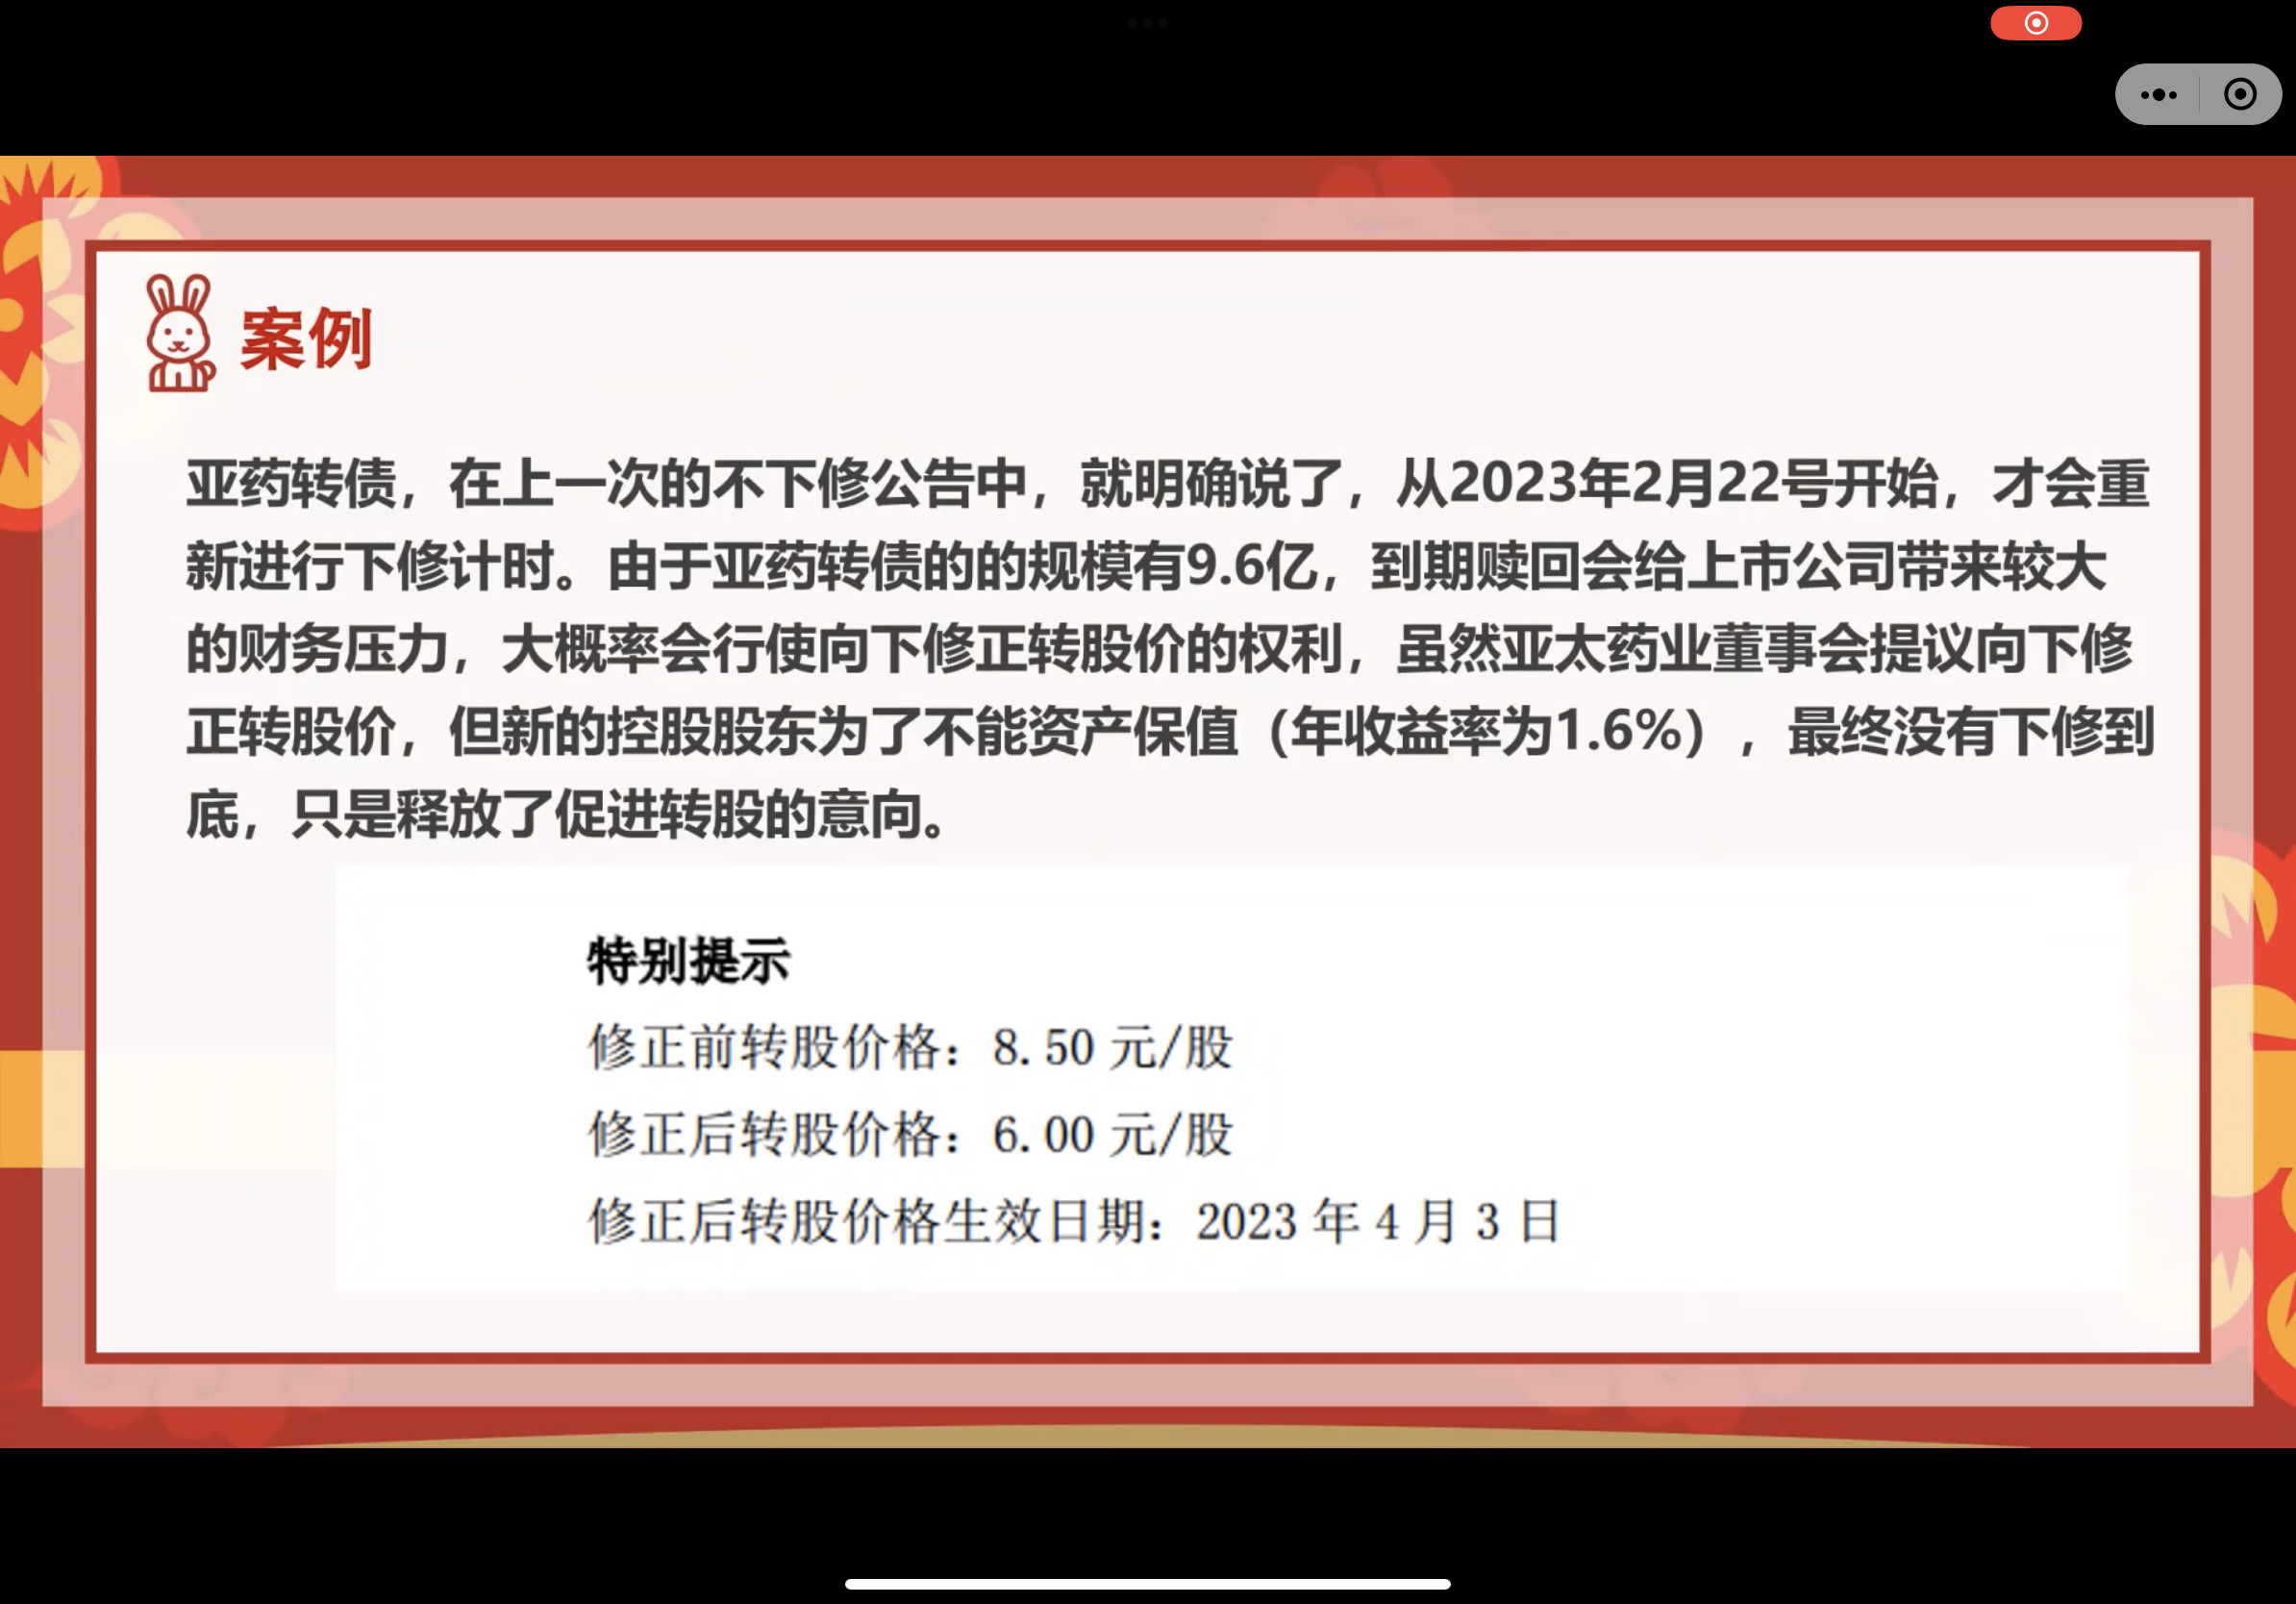 案例
亚药转债，在上一次的不下修公告中，就明确说了，从2023年2月22号开始，才会重
新进行下修计时。由于亚药转债的的规模有9.6亿，到期赎回会给上市公司带来较大
的财务压力，大概率会行使向下修正转股价的权利，虽然亚太药业董事会提议向下修
正转股价，但新的控股股东为了不能资产保值（年收益率为1.6%），最终没有下修到
底，只是释放了促进转股的意向。
特别提示
修正前转股价格：8.50 元/股
修正后转股价格：6.00 元/股
修正后转股价格生效日期：2023 年 4 月 3 日